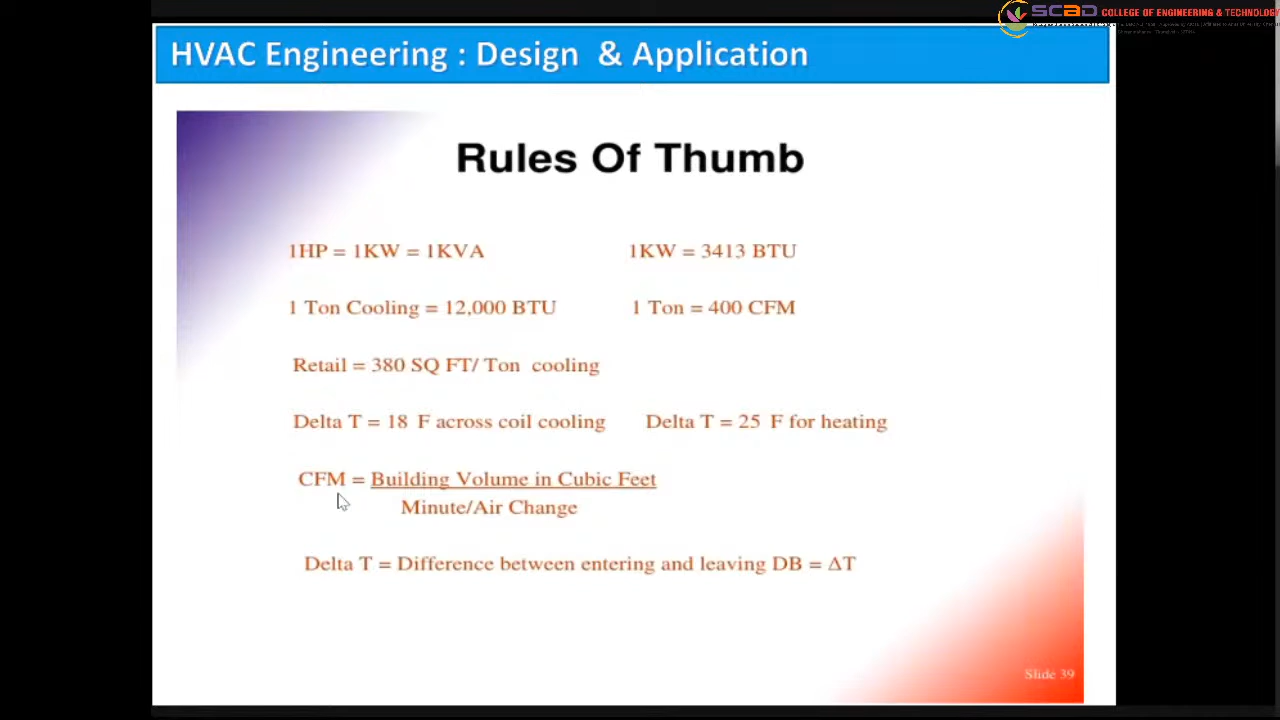 SCAD COLLEGE OF ENGINEERING & TECHNOLOGY
HVAC Engineering : Design & Application
Rules Of Thumb
1HP = 1KW = 1KVA 1KW = 3413 BTU
1 Ton Cooling = 12,000 BTU 1 Ton = 400 CFM
Retail = 380 SQ FT/ Ton cooling
Delta T = 18 F across coil cooling Delta T = 25 F for heating
CFM = Building Volume in Cubic Feet
Minute/Air Change
Delta T = Difference between entering and leaving DB = ΔT
Slide 39